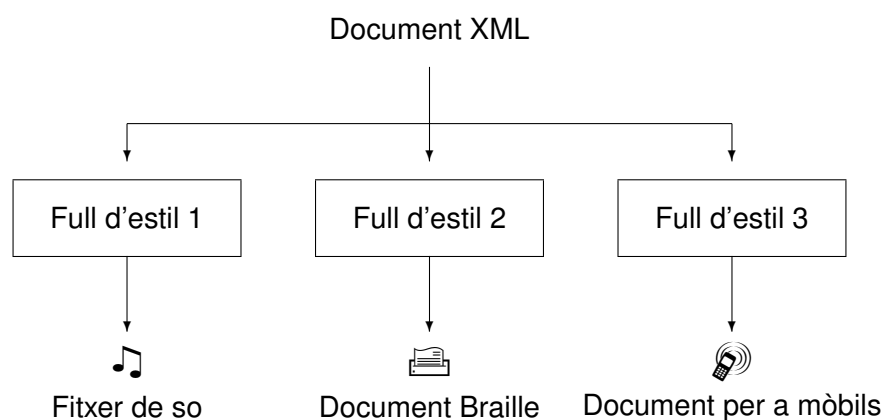 Document XML
Full d’estil 1
Full d’estil 2
Full d’estil 3
Fitxer de so
Document Braille
Document per a mòbils